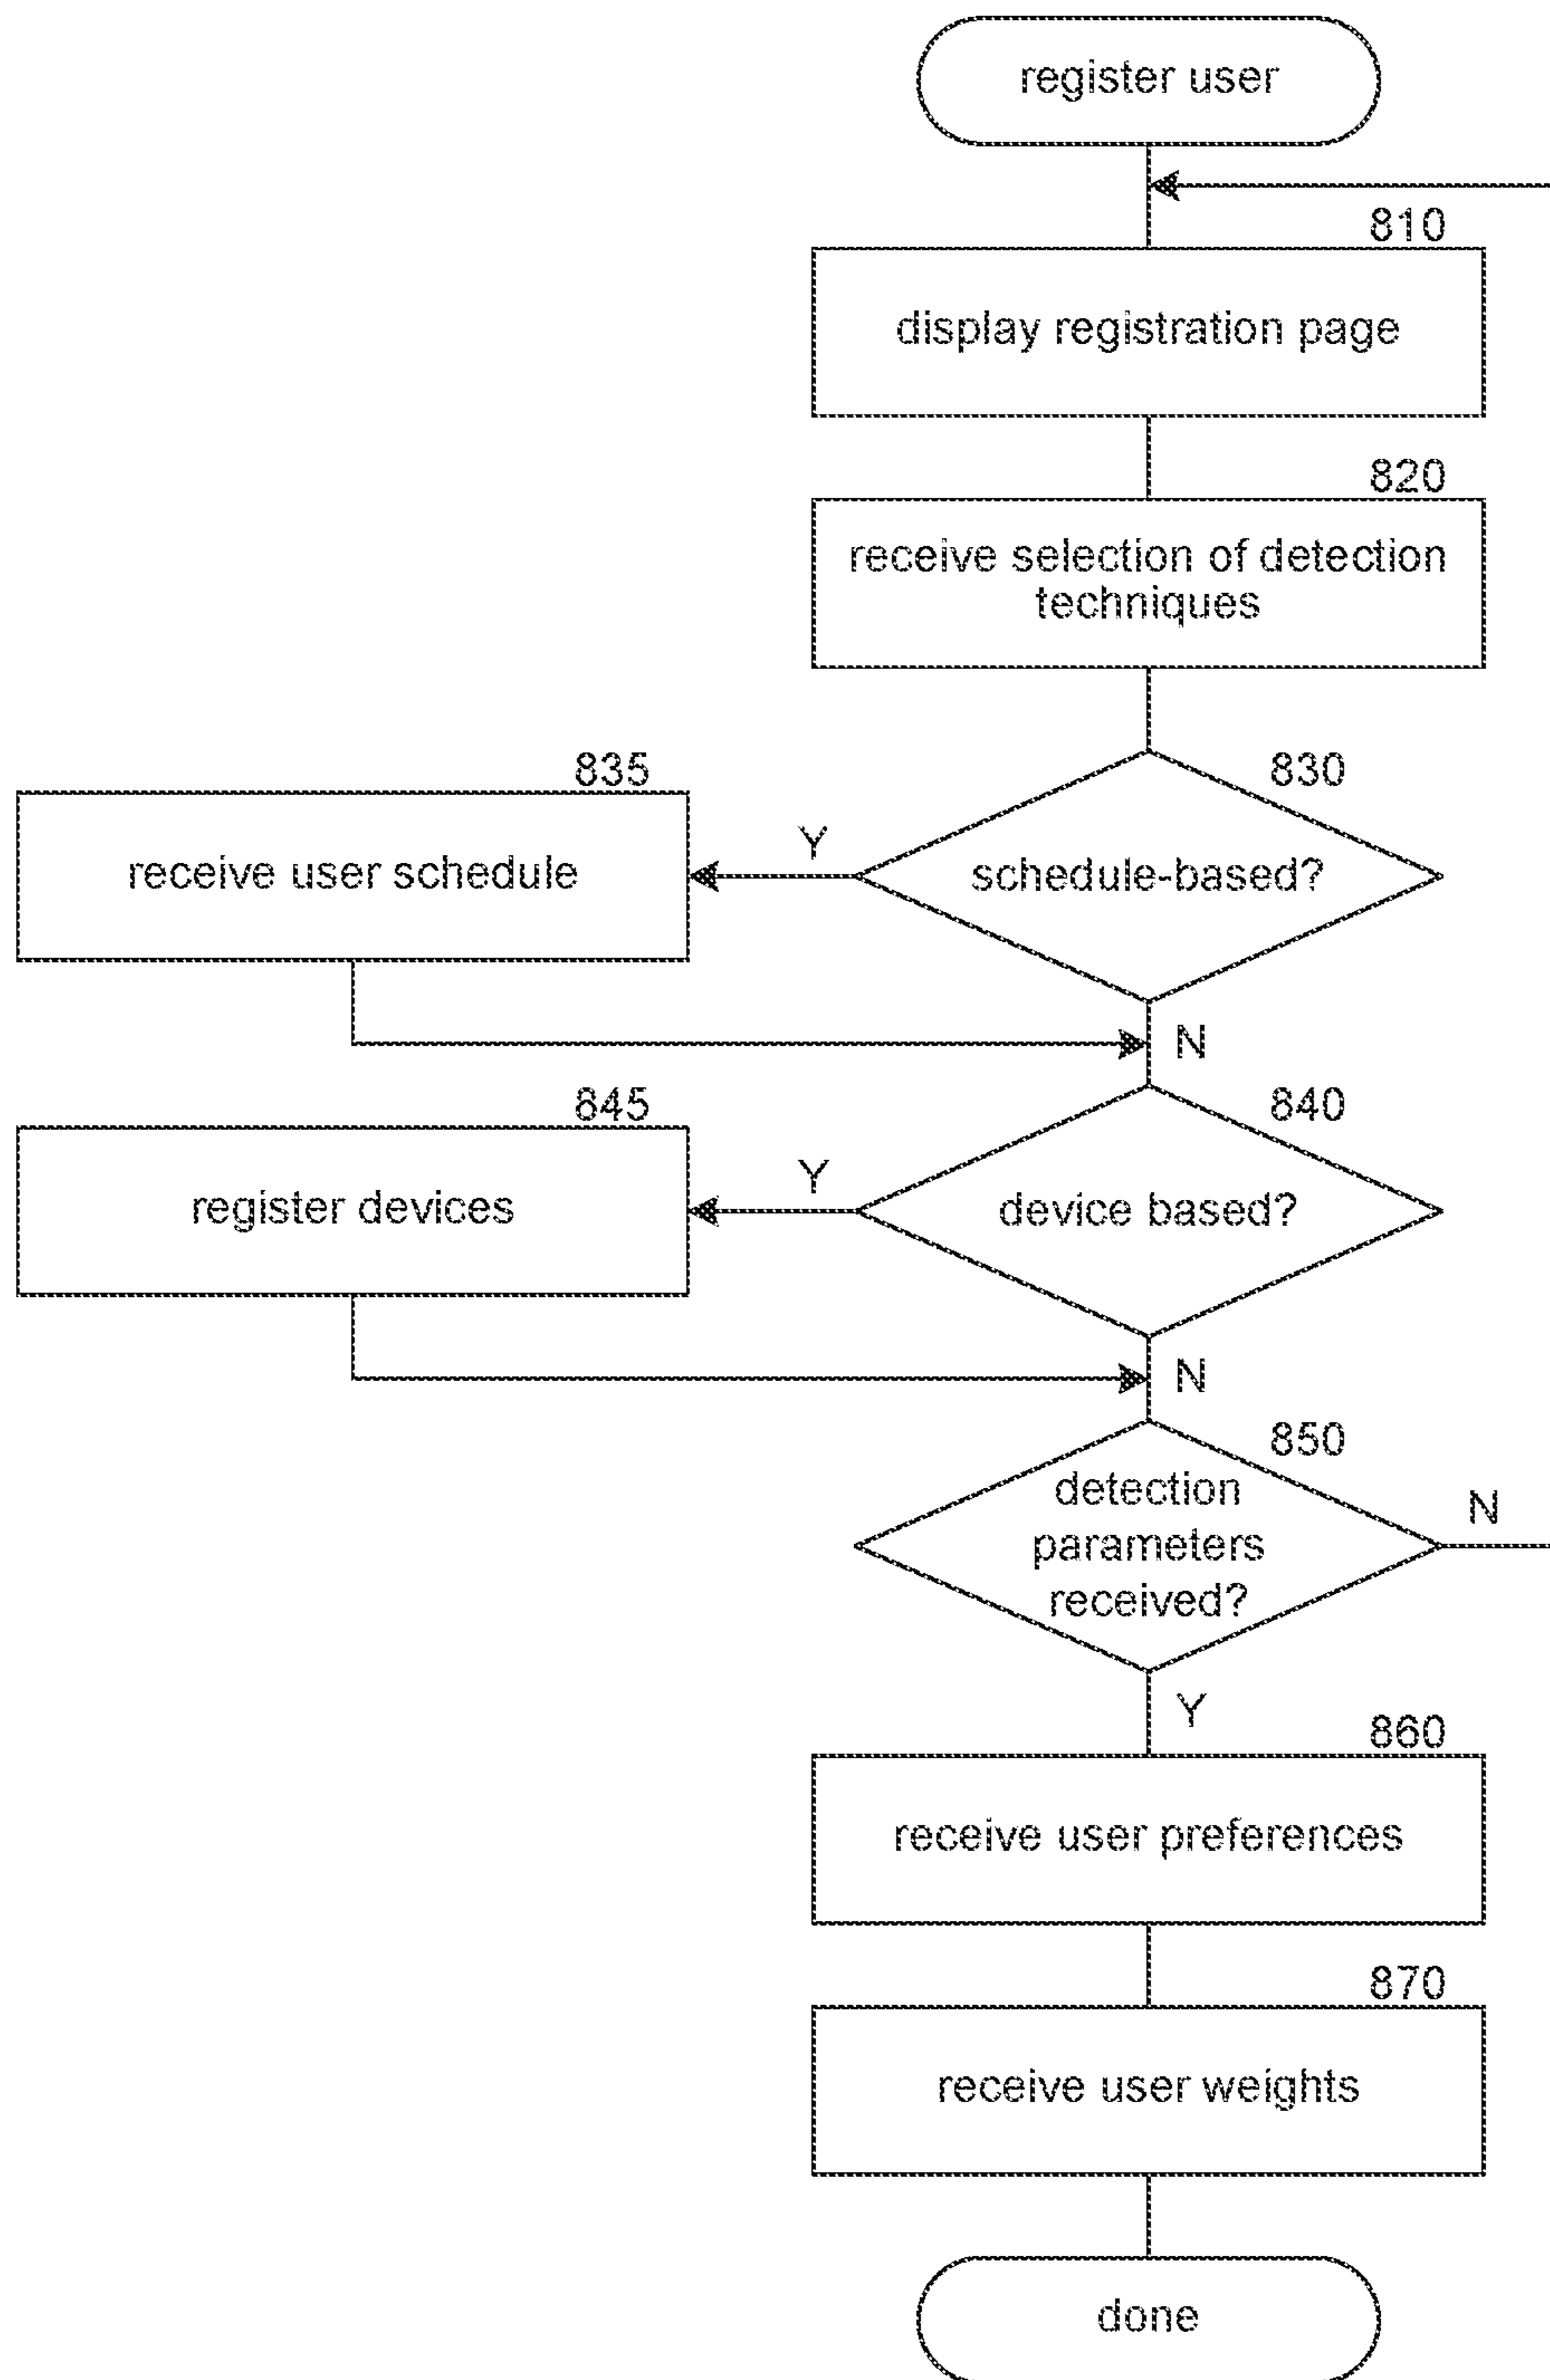 register user
810
display registration page
820
receive selection of detection
techniques
835
830
receive user schedule
Y
schedule-based?
N
845
840
register devices
Y
device based?
N
850
detection
parameters
received?
N
Y
860
receive user preferences
870
receive user weights
done